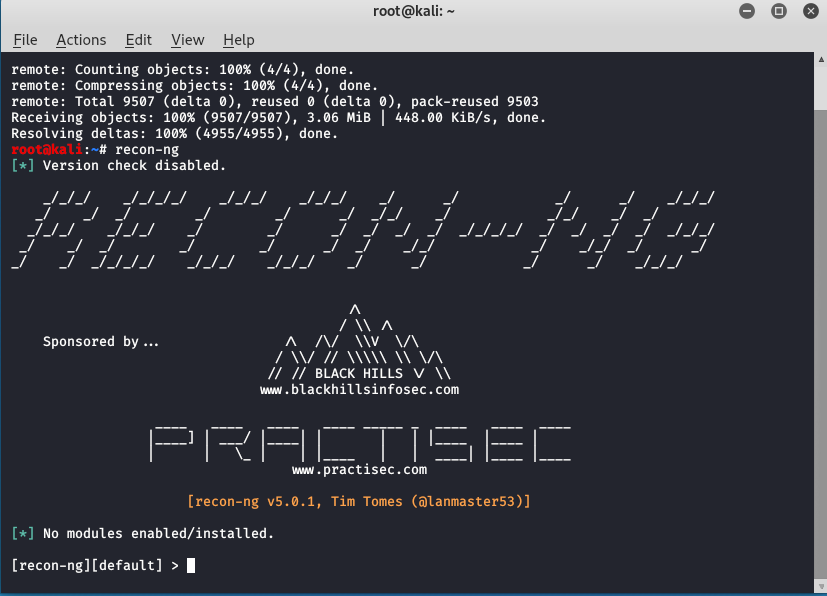 root@kali: ~
File Actions Edit View Help
remote: Counting objects: 100% (4/4), done.
remote: Compressing objects: 100% (4/4), done.
remote: Total 9507 (delta 0), reused 0 (delta 0), pack-reused 9503
Receiving objects: 100% (9507/9507), 3.06 MiB | 448.00 KiB/s, done.
Resolving deltas: 100% (4955/4955), done.
root@kali:~# recon-ng
[*] Version check disabled.
RECON-NG
Sponsored by...
BLACK HILLS
www.blackhillsinfosec.com
PRACTISEC
www.practisec.com
[recon-ng v5.0.1, Tim Tomes (@lanmaster53)]
[*] No modules enabled/installed.
[recon-ng][default] >